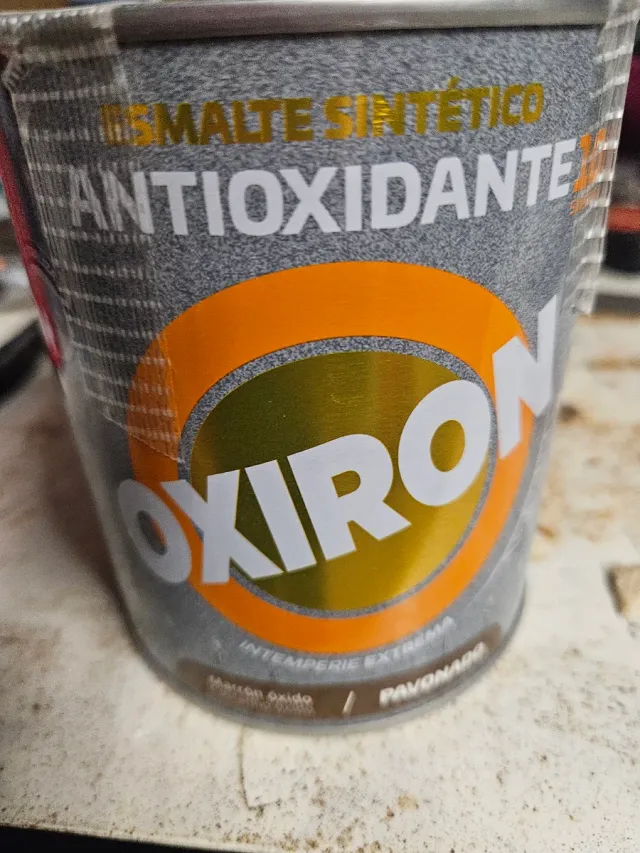 ESMALTE SINTÉTICO
ANTIOXIDANTE
OXIRON
INTEMPERIE EXTREMA
Marrón óxido / PAVONADO